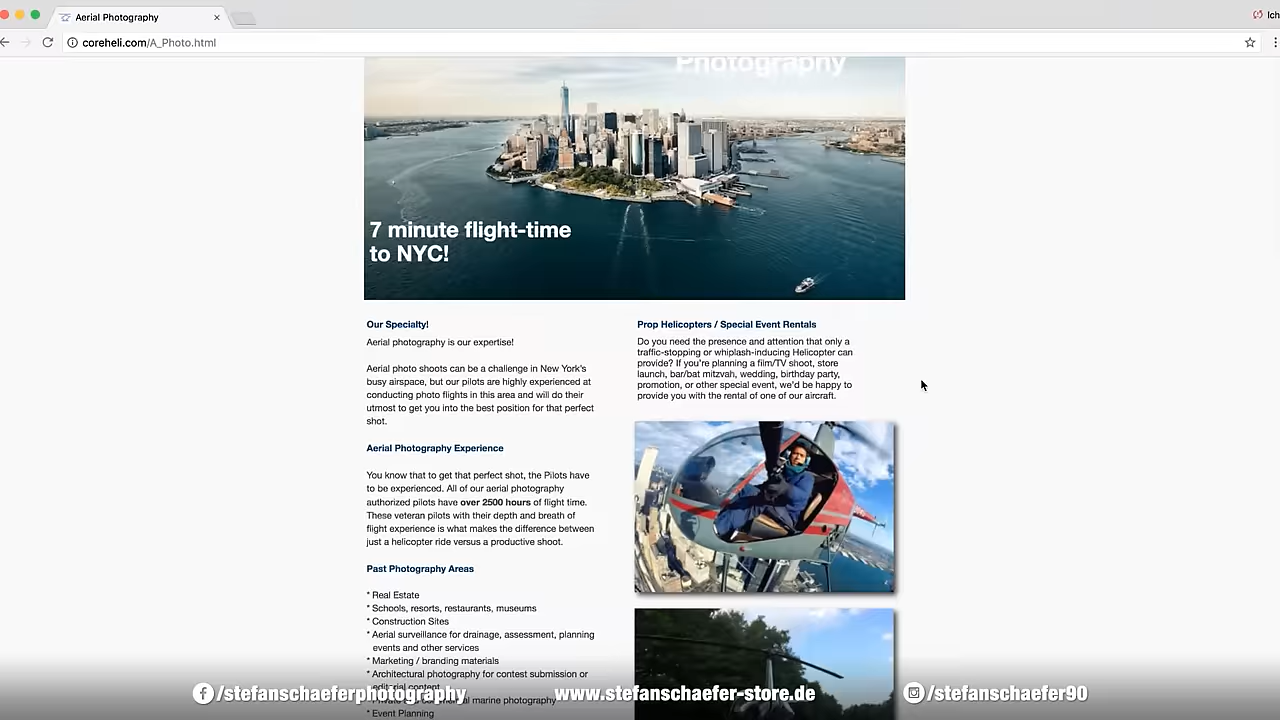 Aerial Photography
Ich
coreheli.com/A_Photo.html
Photography
7 minute flight-time
to NYC!
Our Specialty!
Aerial photography is our expertise!
Aerial photo shoots can be a challenge in New York's
busy airspace, but our pilots are highly experienced at
conducting photo flights in this area and will do their
utmost to get you into the best position for that perfect
shot.
Aerial Photography Experience
You know that to get that perfect shot, the Pilots have
to be experienced. All of our aerial photography
authorized pilots have over 2500 hours of flight time.
These veteran pilots with their depth and breath of
flight experience is what makes the difference between
just a helicopter ride versus a productive shoot.
Past Photography Areas
* Real Estate
* Schools, resorts, restaurants, museums
* Construction Sites
* Aerial surveillance for drainage, assessment, planning
events and other services
* Marketing / branding materials
* Architectural photography for contest submission or
editorial content
marine photography
* Event Planning
Prop Helicopters / Special Event Rentals
Do you need the presence and attention that only a
traffic-stopping or whiplash-inducing Helicopter can
provide? If you're planning a film/TV shoot, store
launch, bar/bat mitzvah, wedding, birthday party,
promotion, or other special event, we'd be happy to
provide you with the rental of one of our aircraft.
/stefanschaeferphotography
www.stefanschaefer-store.de
/stefanschaefer90